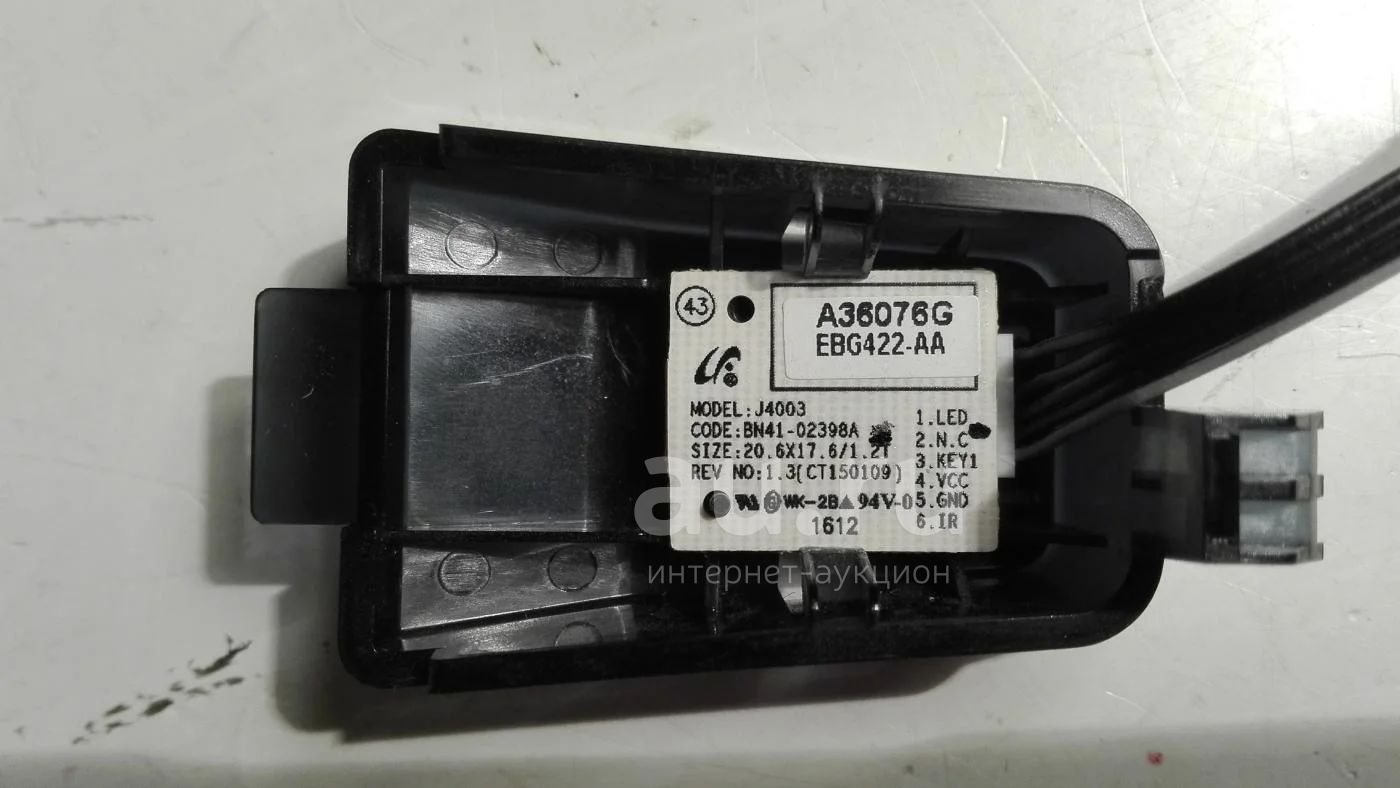 43
A36076G
EBG422-AA
MODEL:J4003
CODE:BN41-02398A
SIZE:20.6X17.6/1.2T
REV NO:1.3(CT150109)
WK-2B 94V-0
1612
1.LED
2.N.C
3.KEY1
4.VCC
5.GND
6.IR
au.ru
интернет-аукцион